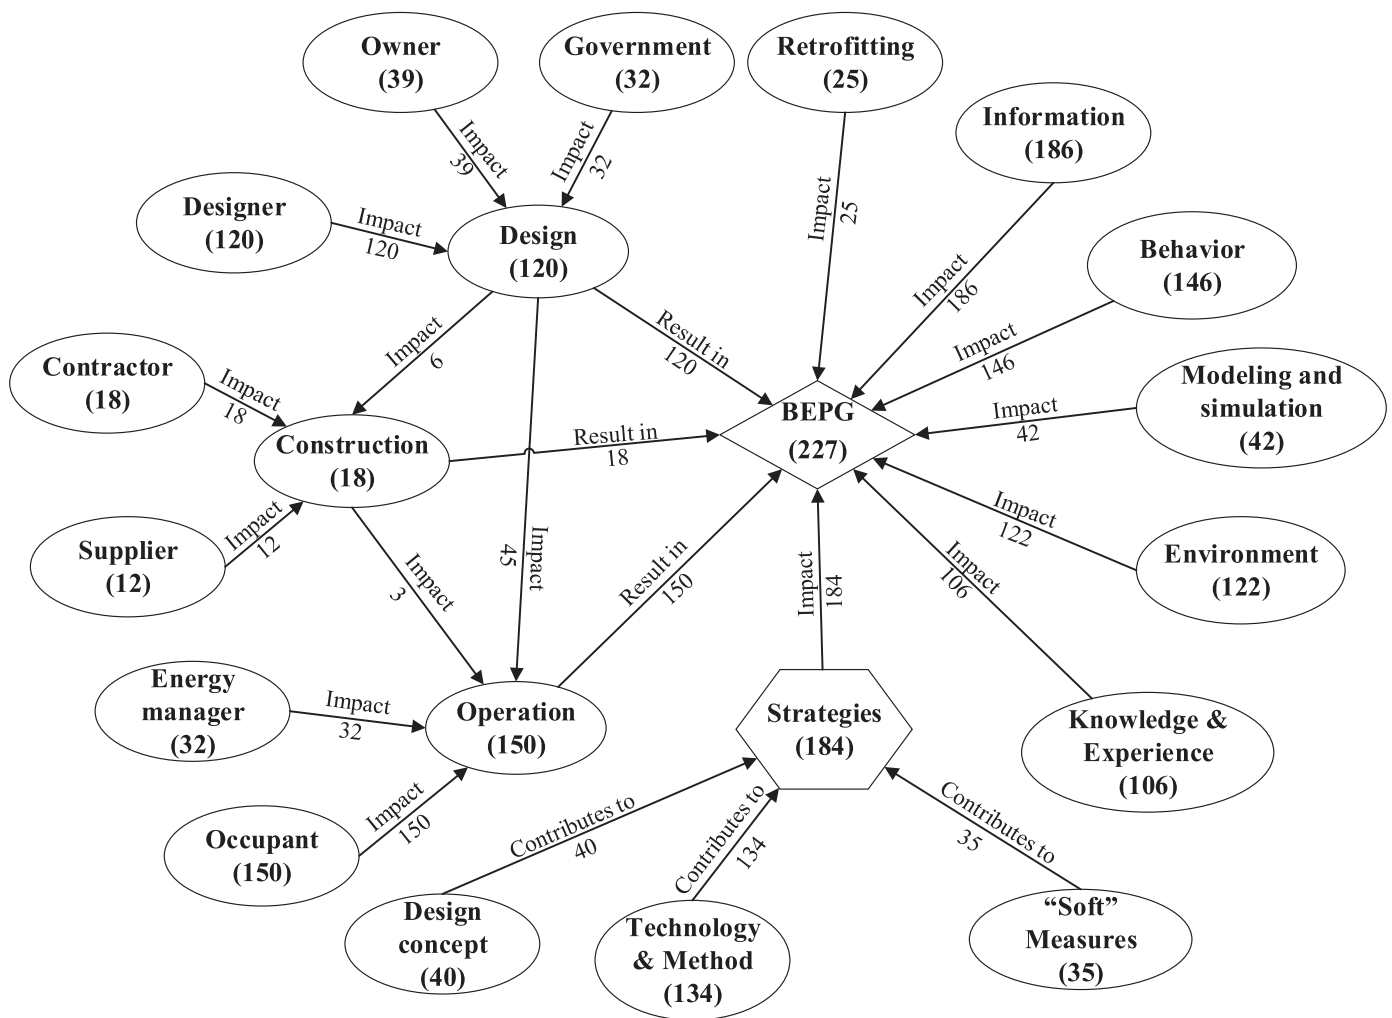 Owner
(39)
Government
(32)
Retrofitting
(25)
Information
(186)
Impact
39
Impact
32
Designer
(120)
Impact
120
Design
(120)
Impact
25
Impact
186
Behavior
(146)
Impact
146
Contractor
(18)
Impact
18
Impact
6
Result in
120
BEPG
(227)
Impact
42
Modeling and
simulation
(42)
Construction
(18)
Result in
18
Supplier
(12)
Impact
12
Impact
3
Impact
45
Result in
150
Impact
184
Impact
106
Impact
122
Environment
(122)
Energy
manager
(32)
Impact
32
Operation
(150)
Strategies
(184)
Knowledge &
Experience
(106)
Occupant
(150)
Impact
150
Contributes to
40
Contributes to
134
Contributes to
35
Design
concept
(40)
Technology
& Method
(134)
“Soft”
Measures
(35)